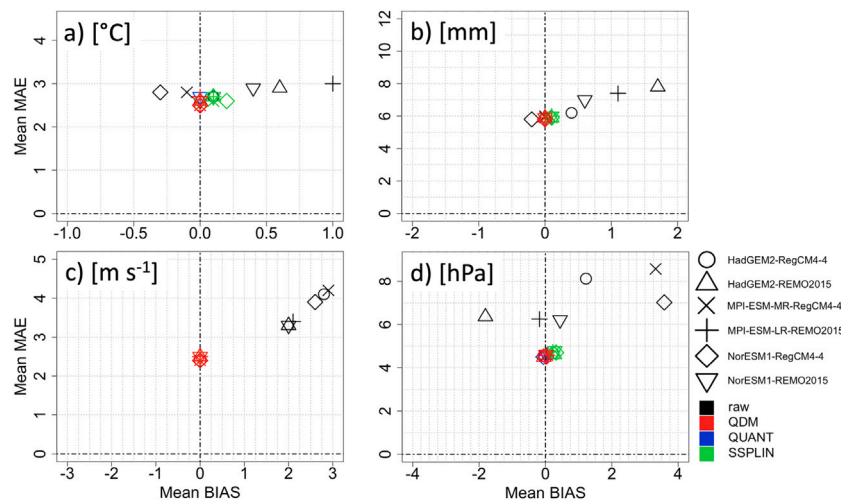 a) [°C]
b) [mm]
Mean MAE
0 1 2 3 4
-1.0 -0.5 0.0 0.5 1.0
0 2 4 6 8 10 12
-2 -1 0 1 2
c) [m s-1]
d) [hPa]
Mean MAE
0 1 2 3 4 5
-3 -2 -1 0 1 2 3
Mean BIAS
0 2 4 6 8
-4 -2 0 2 4
Mean BIAS
HadGEM2-RegCM4-4
HadGEM2-REMO2015
MPI-ESM-MR-RegCM4-4
MPI-ESM-LR-REMO2015
NorESM1-RegCM4-4
NorESM1-REMO2015
raw
QDM
QUANT
SSPLIN